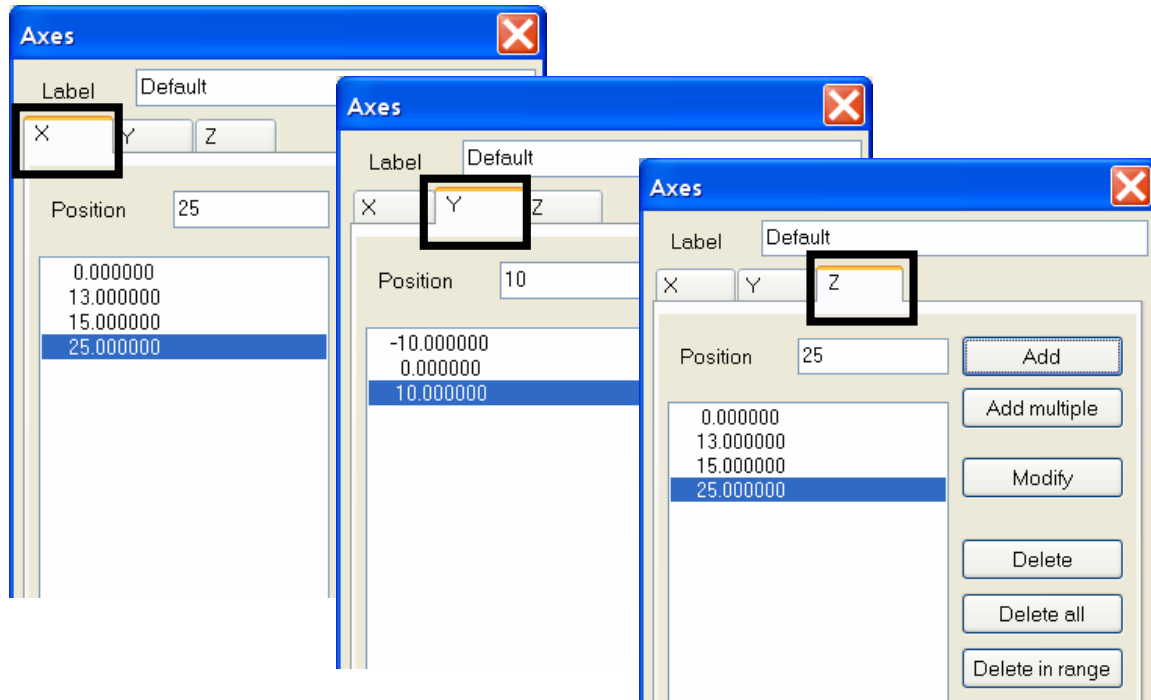 Axes
Label Default
X Y Z
Position 25
0.000000
13.000000
15.000000
25.000000
Axes
Label Default
X Y Z
Position 10
-10.000000
0.000000
10.000000
Axes
Label Default
X Y Z
Position 25 Add
Add multiple
0.000000
13.000000
15.000000
25.000000
Modify
Delete
Delete all
Delete in range